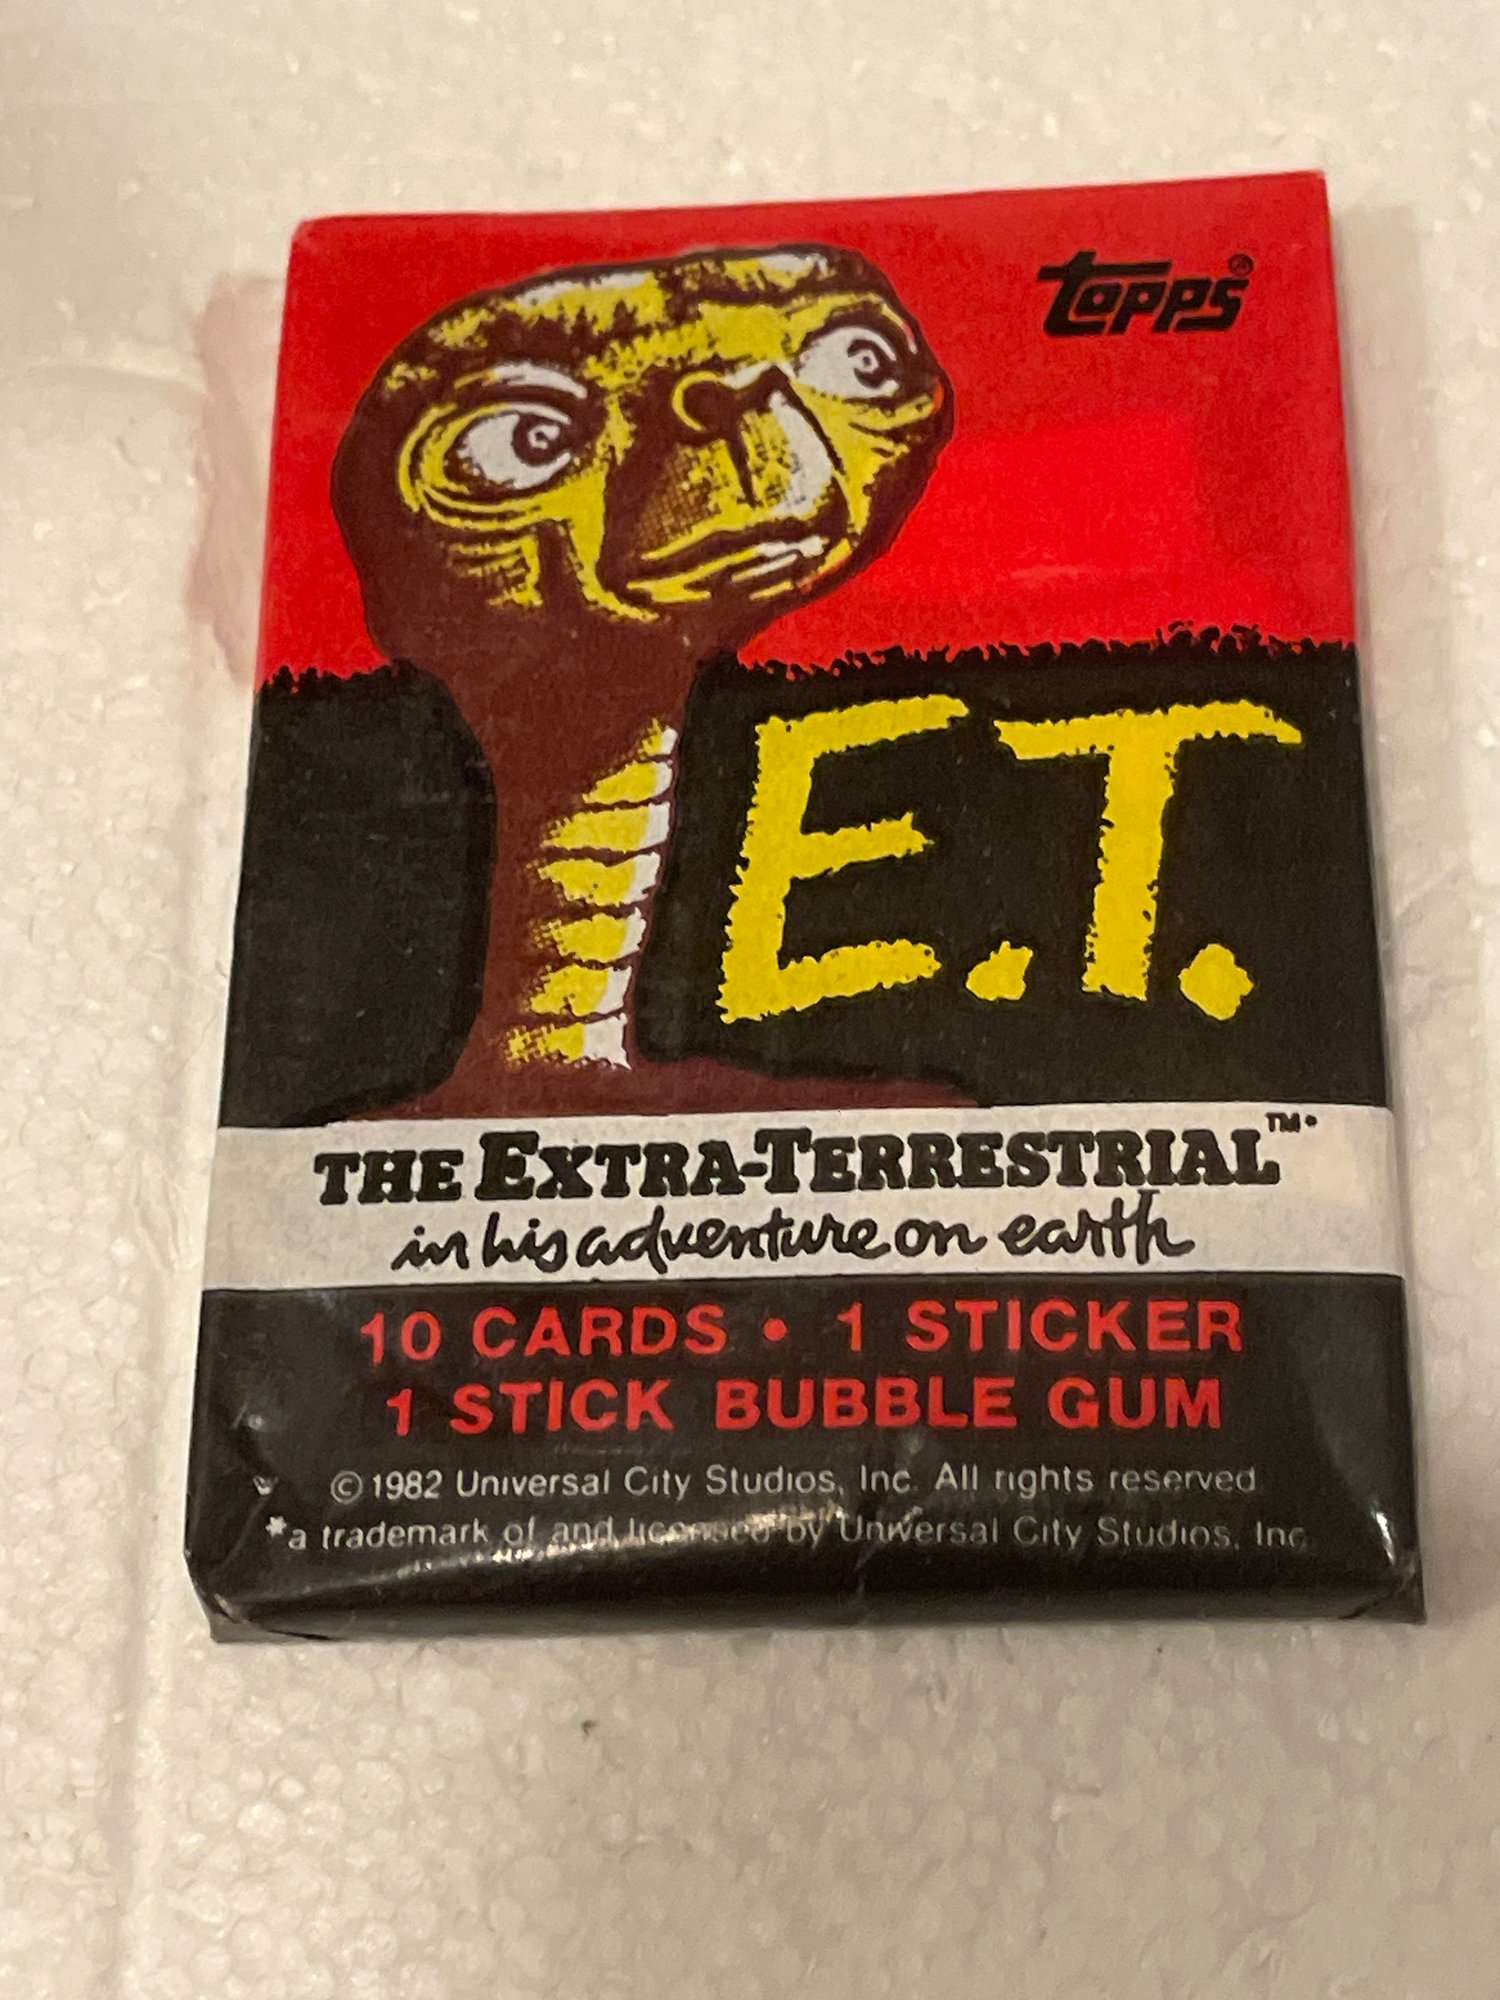 Topps®
E.T.
THE EXTRA-TERRESTRIAL™*
in his adventure on earth
10 CARDS • 1 STICKER
1 STICK BUBBLE GUM
©1982 Universal City Studios, Inc. All rights reserved.
*a trademark of and licensed by Universal City Studios, Inc.